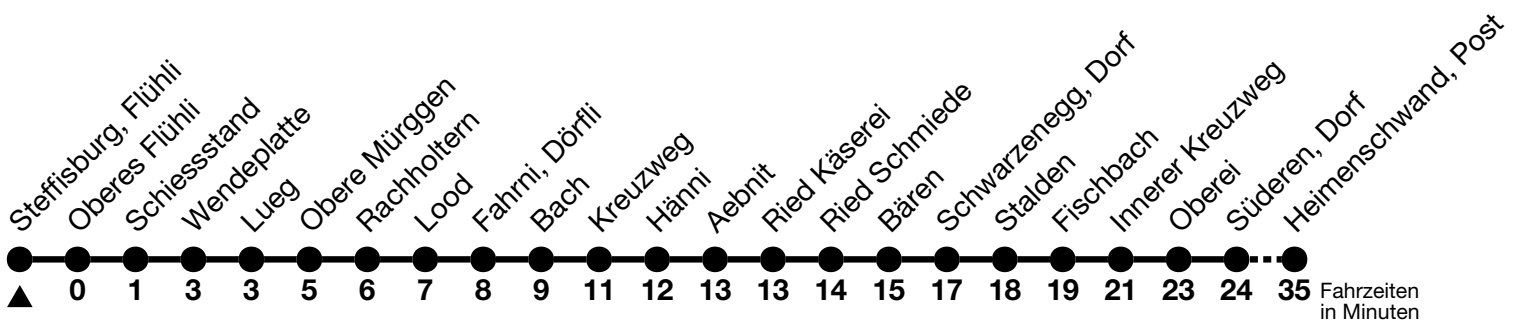 Steffisburg, Flühli
Oberes Flühli
Schiessstand
Wendeplatte
Lueg
Obere Mürggen
Rachholtern
Lood
Fahrni, Dörfli
Bach
Kreuzweg
Hänni
Aebnit
Ried Käserei
Ried Schmiede
Bären
Schwarzenegg, Dorf
Stalden
Fischbach
Innerer Kreuzweg
Oberei
Süderen, Dorf
Heimenschwand, Post
0 1 3 3 5 6 7 8 9 11 12 13 13 14 15 17 18 19 21 23 24 35 Fahrzeiten
in Minuten